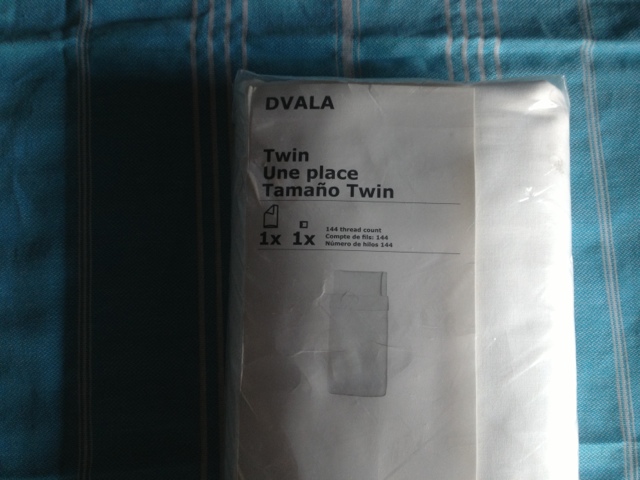 DVALA
Twin
Une place
Tamaño Twin
1x 1x
144 thread count
Compte de fils: 144
Número de hilos 144